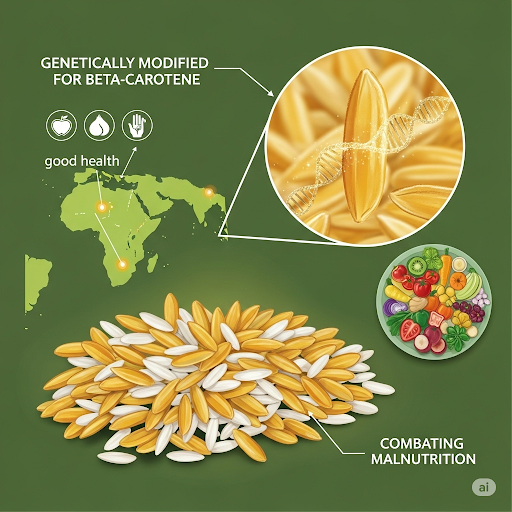 GENETICALLY MODIFIED
FOR BETA-CAROTENE
good health
COMBATING
MALNUTRITION
ai